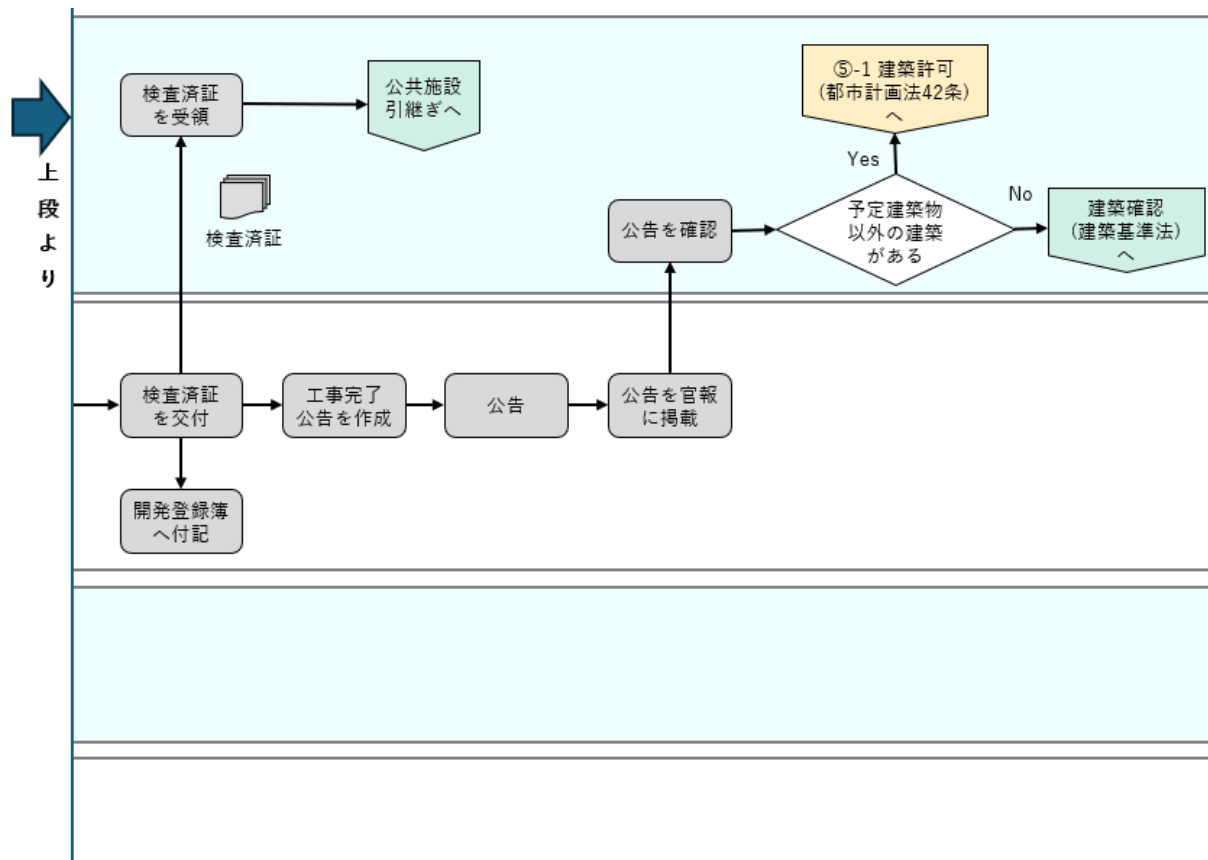 上
段
よ
り
検査済証
を受領
公共施設
引継ぎへ
検査済証
⑤-1 建築許可
(都市計画法42条)
へ
Yes
公告を確認
予定建築物
以外の建築
がある
No
建築確認
(建築基準法)
へ
検査済証
を交付
工事完了
公告を作成
公告
公告を官報
に掲載
開発登録簿
へ付記